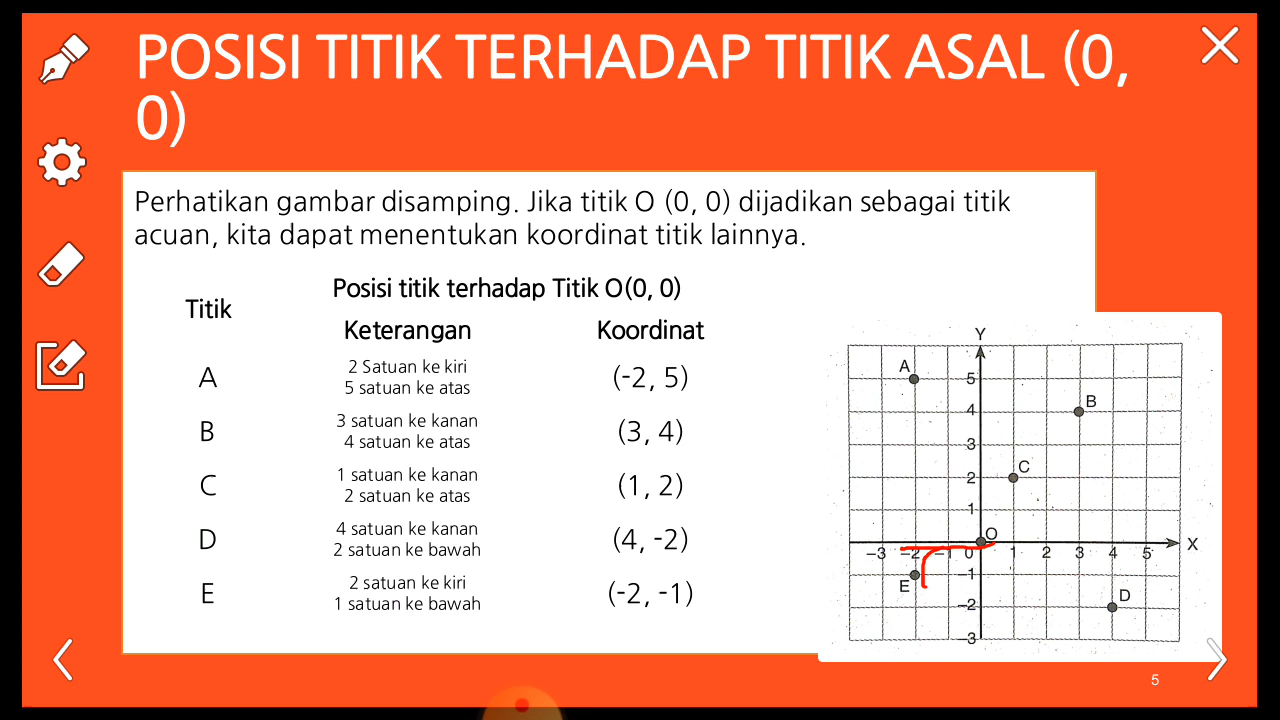 POSISI TITIK TERHADAP TITIK ASAL (0,
0)
Perhatikan gambar disamping. Jika titik O (0, 0) dijadikan sebagai titik
acuan, kita dapat menentukan koordinat titik lainnya.
Titik
Posisi titik terhadap Titik O(0, 0)
Keterangan
Koordinat
A
2 Satuan ke kiri
5 satuan ke atas
(-2, 5)
B
3 satuan ke kanan
4 satuan ke atas
(3, 4)
C
1 satuan ke kanan
2 satuan ke atas
(1, 2)
D
4 satuan ke kanan
2 satuan ke bawah
(4, -2)
E
2 satuan ke kiri
1 satuan ke bawah
(-2, -1)
Y
A
5
B
4
3
C
2
1
O
X
-3 -2 -1 0 1 2 3 4 5
-1
E
D
-2
-3
5